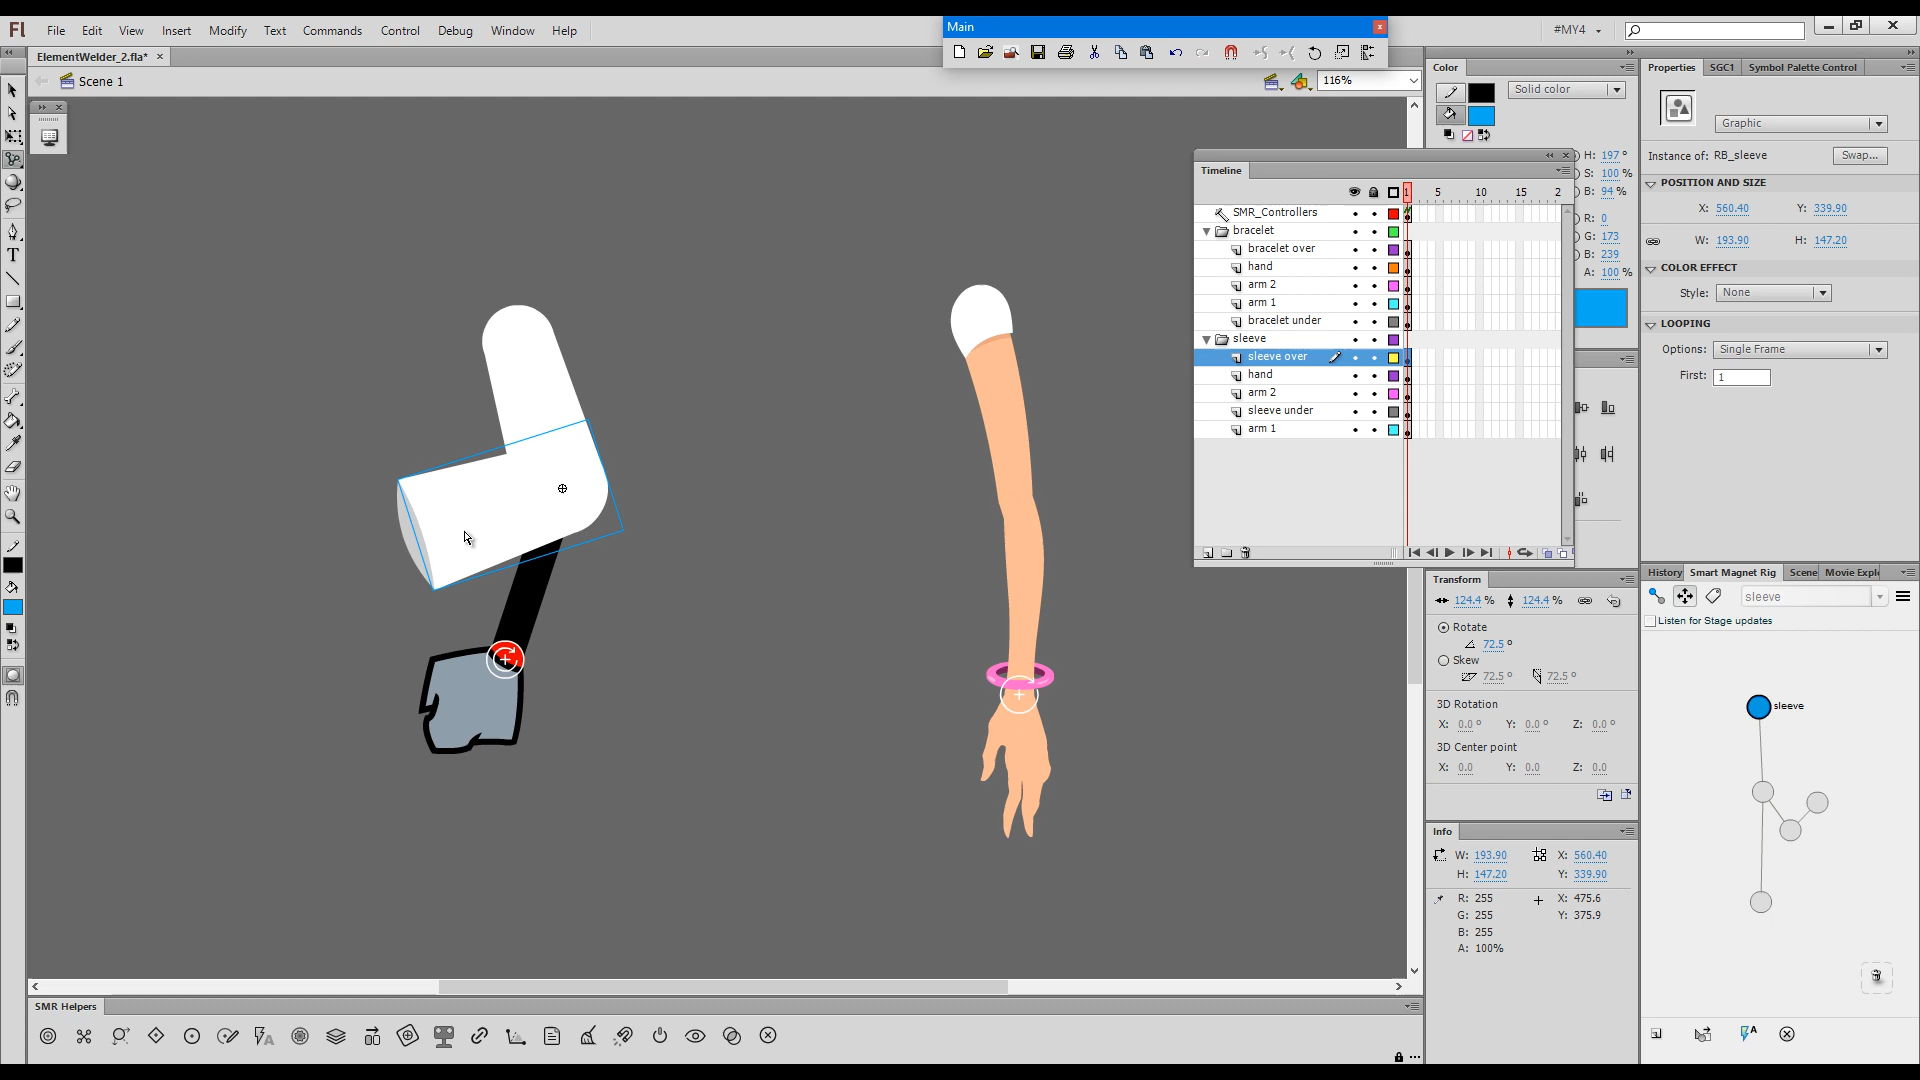 Main
Fl File Edit View Insert Modify Text Commands Control Debug Window Help
#MY4
ElementWelder_2.fla*
Scene 1
116%
Color
Solid color
H: 197 °
S: 100 %
B: 94 %
R: 0
G: 173
B: 239
A: 100 %
Properties SGC1 Symbol Palette Control
Graphic
Instance of: RB_sleeve Swap...
POSITION AND SIZE
X: 560.40 Y: 339.90
W: 193.90 H: 147.20
COLOR EFFECT
Style: None
LOOPING
Options: Single Frame
First: 1
Timeline
1 5 10 15 2
SMR_Controllers
bracelet
bracelet over
hand
arm 2
arm 1
bracelet under
sleeve
sleeve over
hand
arm 2
sleeve under
arm 1
Transform
124.4 % 124.4 %
Rotate
72.5 °
Skew
72.5 ° 72.5 °
3D Rotation
X: 0.0 ° Y: 0.0 ° Z: 0.0 °
3D Center point
X: 0.0 Y: 0.0 Z: 0.0
Info
W: 193.90 X: 560.40
H: 147.20 Y: 339.90
R: 255 X: 475.6
G: 255 Y: 375.9
B: 255
A: 100%
History Smart Magnet Rig Scene Movie Expl
sleeve
Listen for Stage updates
sleeve
SMR Helpers